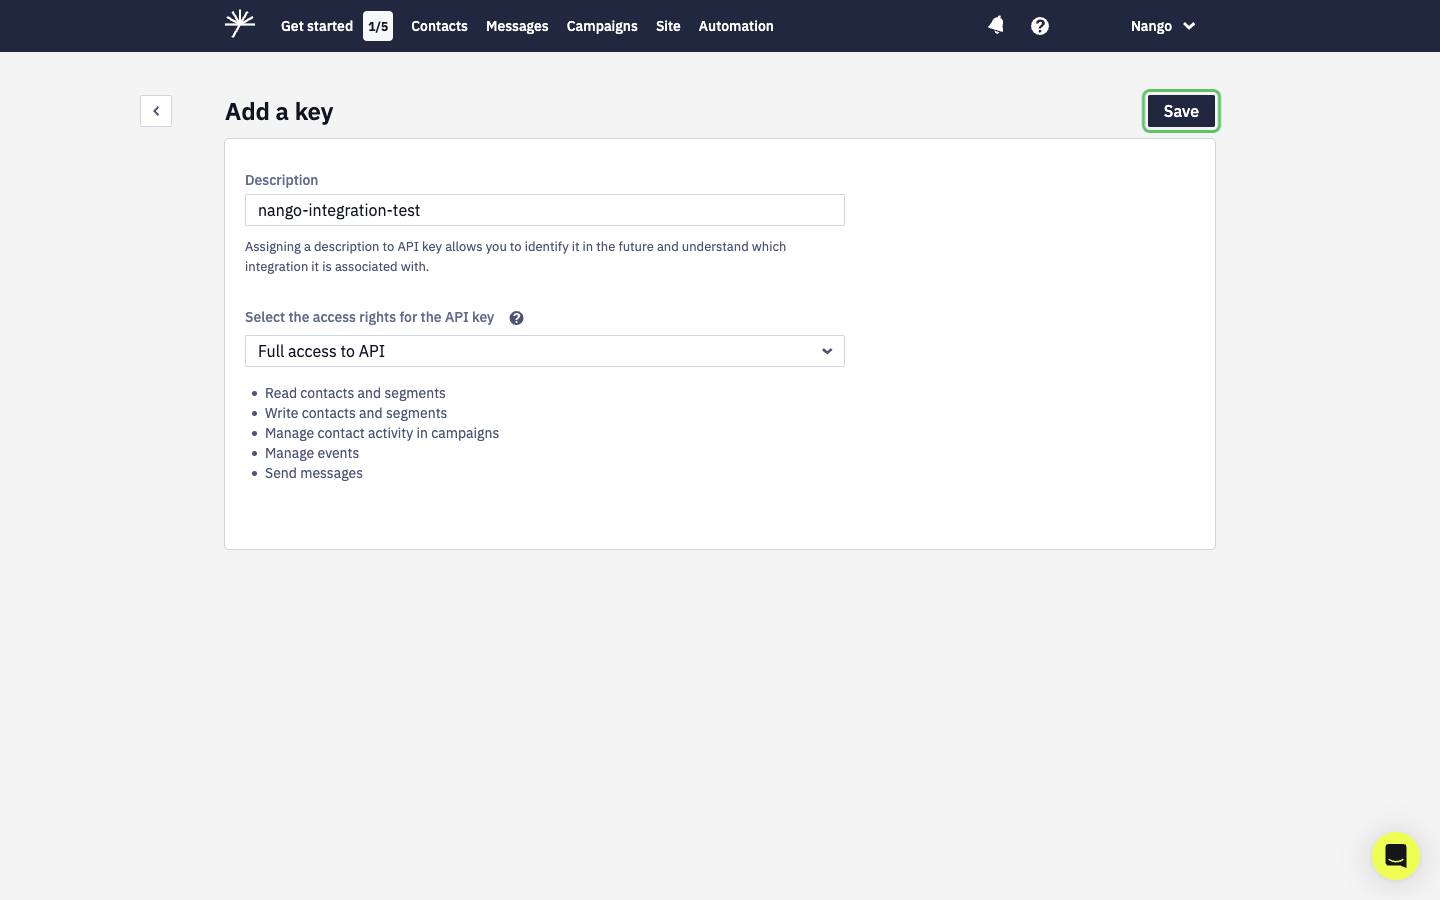 Get started 1/5 Contacts Messages Campaigns Site Automation Nango
Add a key
Save
Description
nango-integration-test
Assigning a description to API key allows you to identify it in the future and understand which
integration it is associated with.
Select the access rights for the API key
Full access to API
Read contacts and segments
Write contacts and segments
Manage contact activity in campaigns
Manage events
Send messages